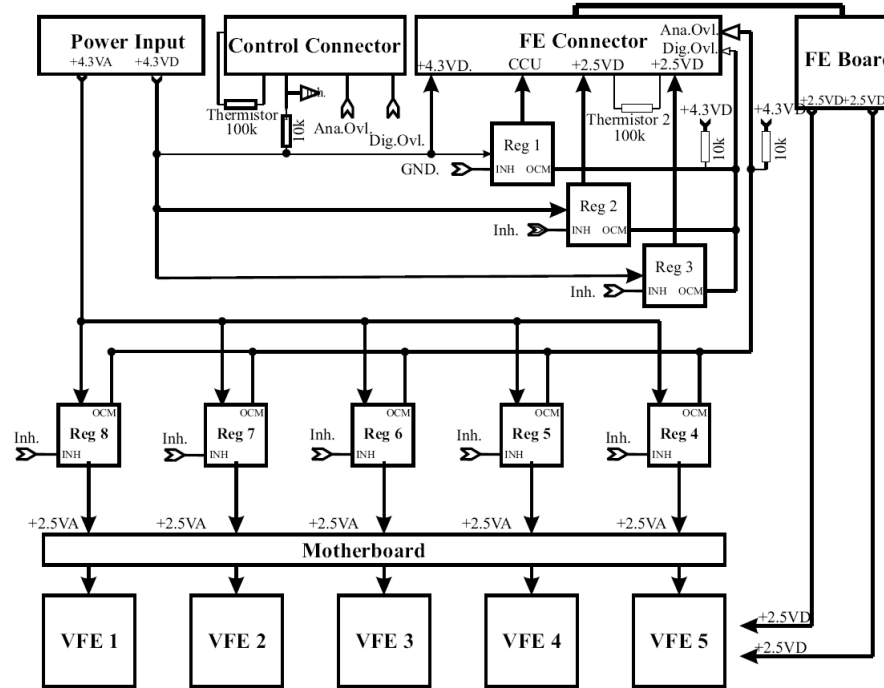 Power Input
+4.3VA +4.3VD
Control Connector
FE Connector
Ana.Ovl.
Dig.Ovl.
+4.3VD. CCU +2.5VD +2.5VD
FE Board
+2.5VD +2.5VD
Inh.
Thermistor
100k
10k
Ana.Ovl.
Dig.Ovl.
Thermistor 2
100k
+4.3VD
10k
+4.3VD
10k
Reg 1
INH OCM
GND.
Reg 2
INH OCM
Inh.
Reg 3
INH OCM
Inh.
OCM OCM OCM OCM OCM
Reg 8 Reg 7 Reg 6 Reg 5 Reg 4
Inh. Inh. Inh. Inh. Inh.
INH INH INH INH INH
+2.5VA +2.5VA +2.5VA +2.5VA +2.5VA
Motherboard
VFE 1 VFE 2 VFE 3 VFE 4 VFE 5
+2.5VD
+2.5VD